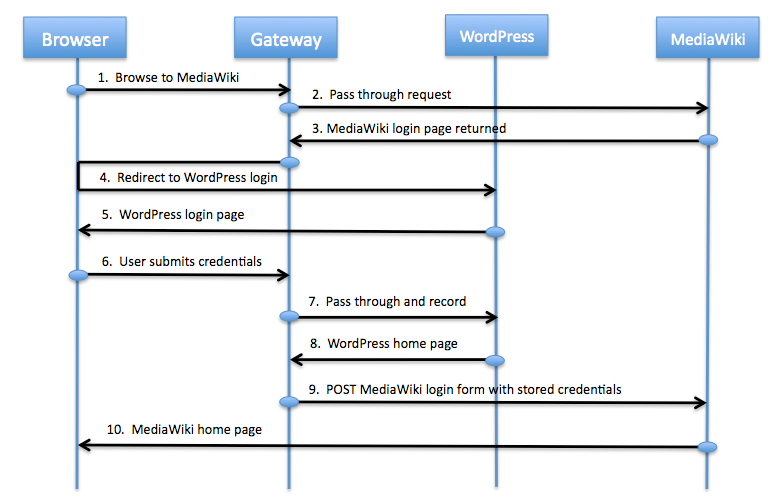 Browser
Gateway
WordPress
MediaWiki
1. Browse to MediaWiki
2. Pass through request
3. MediaWiki login page returned
4. Redirect to WordPress login
5. WordPress login page
6. User submits credentials
7. Pass through and record
8. WordPress home page
9. POST MediaWiki login form with stored credentials
10. MediaWiki home page